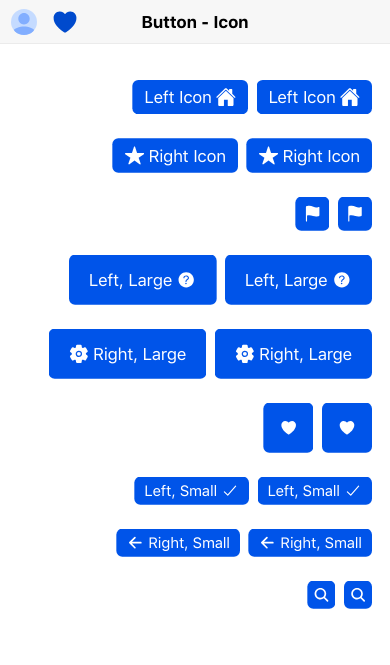 Button - Icon
Left Icon Left Icon
Right Icon Right Icon
Left, Large Left, Large
Right, Large Right, Large
Left, Small Left, Small
Right, Small Right, Small